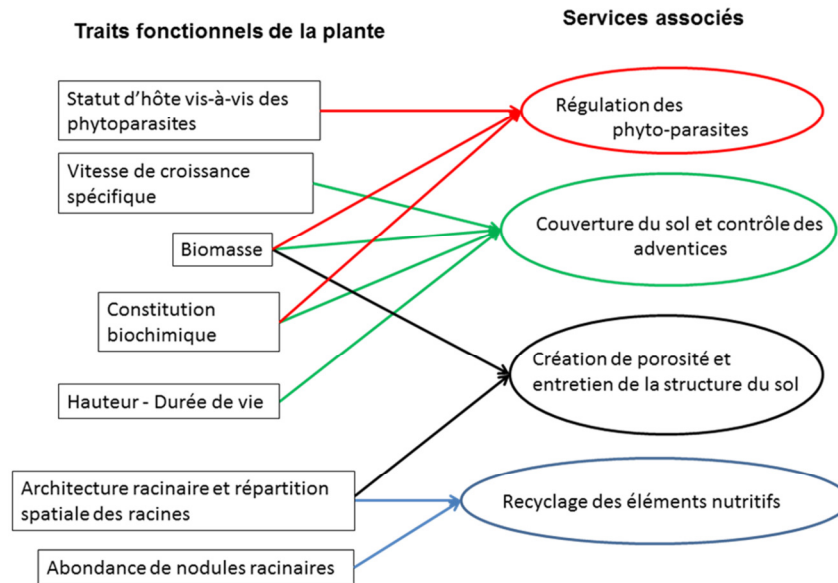 Traits fonctionnels de la plante
Services associés
Statut d'hôte vis-à-vis des
phytoparasites
Régulation des
phyto-parasites
Vitesse de croissance
spécifique
Couverture du sol et contrôle des
adventices
Biomasse
Constitution
biochimique
Création de porosité et
entretien de la structure du sol
Hauteur - Durée de vie
Architecture racinaire et répartition
spatiale des racines
Recyclage des éléments nutritifs
Abondance de nodules racinaires